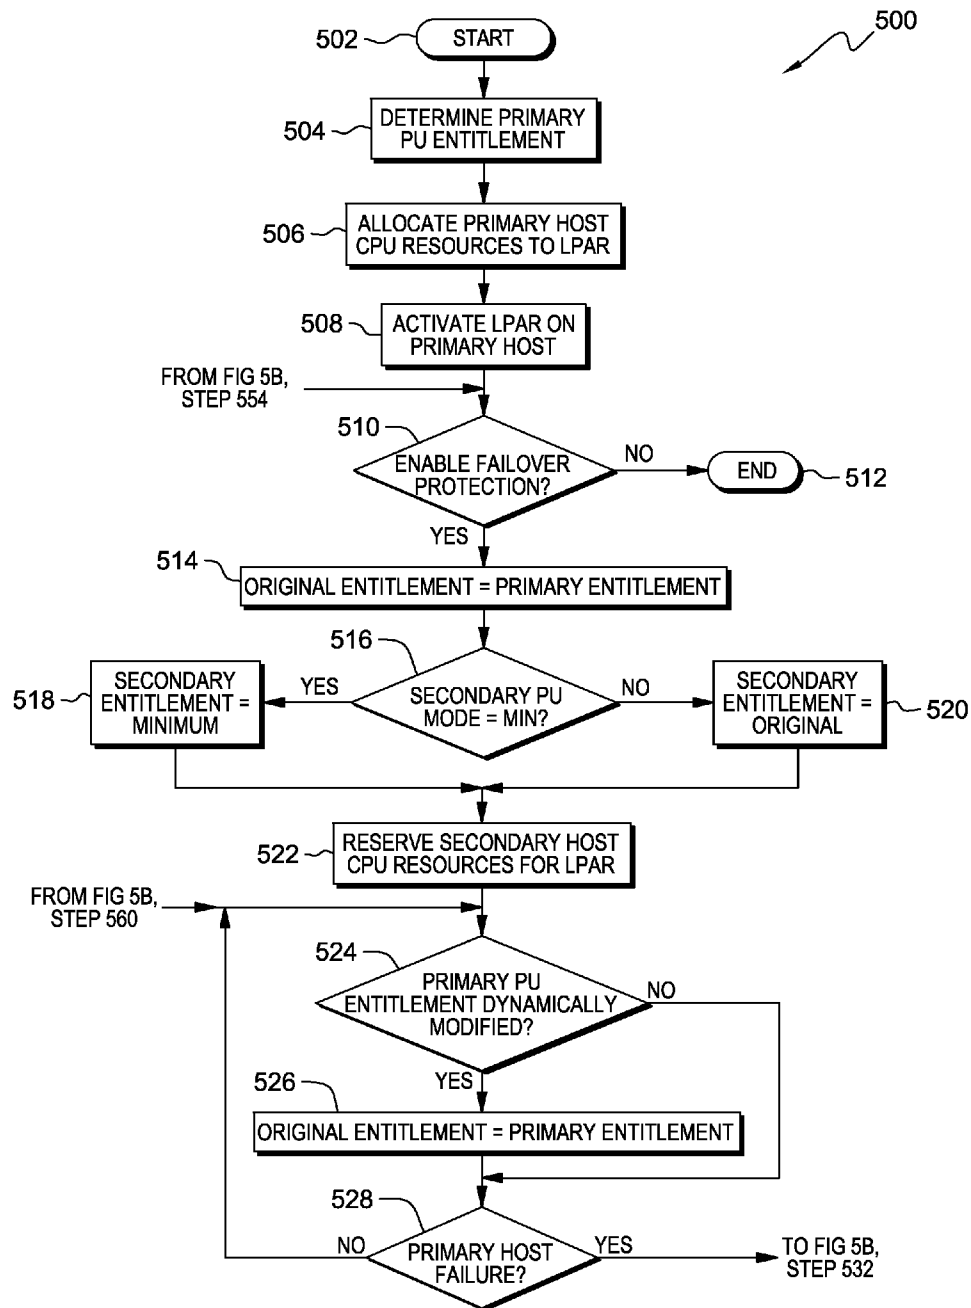 500
502
START
504
DETERMINE PRIMARY
PU ENTITLEMENT
506
ALLOCATE PRIMARY HOST
CPU RESOURCES TO LPAR
508
ACTIVATE LPAR ON
PRIMARY HOST
FROM FIG 5B,
STEP 554
510
ENABLE FAILOVER
PROTECTION?
NO
END
512
YES
514
ORIGINAL ENTITLEMENT = PRIMARY ENTITLEMENT
516
SECONDARY PU
MODE = MIN?
YES
NO
518
SECONDARY
ENTITLEMENT =
MINIMUM
SECONDARY
ENTITLEMENT =
ORIGINAL
520
522
RESERVE SECONDARY HOST
CPU RESOURCES FOR LPAR
FROM FIG 5B,
STEP 560
524
PRIMARY PU
ENTITLEMENT DYNAMICALLY
MODIFIED?
NO
YES
526
ORIGINAL ENTITLEMENT = PRIMARY ENTITLEMENT
528
PRIMARY HOST
FAILURE?
NO
YES
TO FIG 5B,
STEP 532